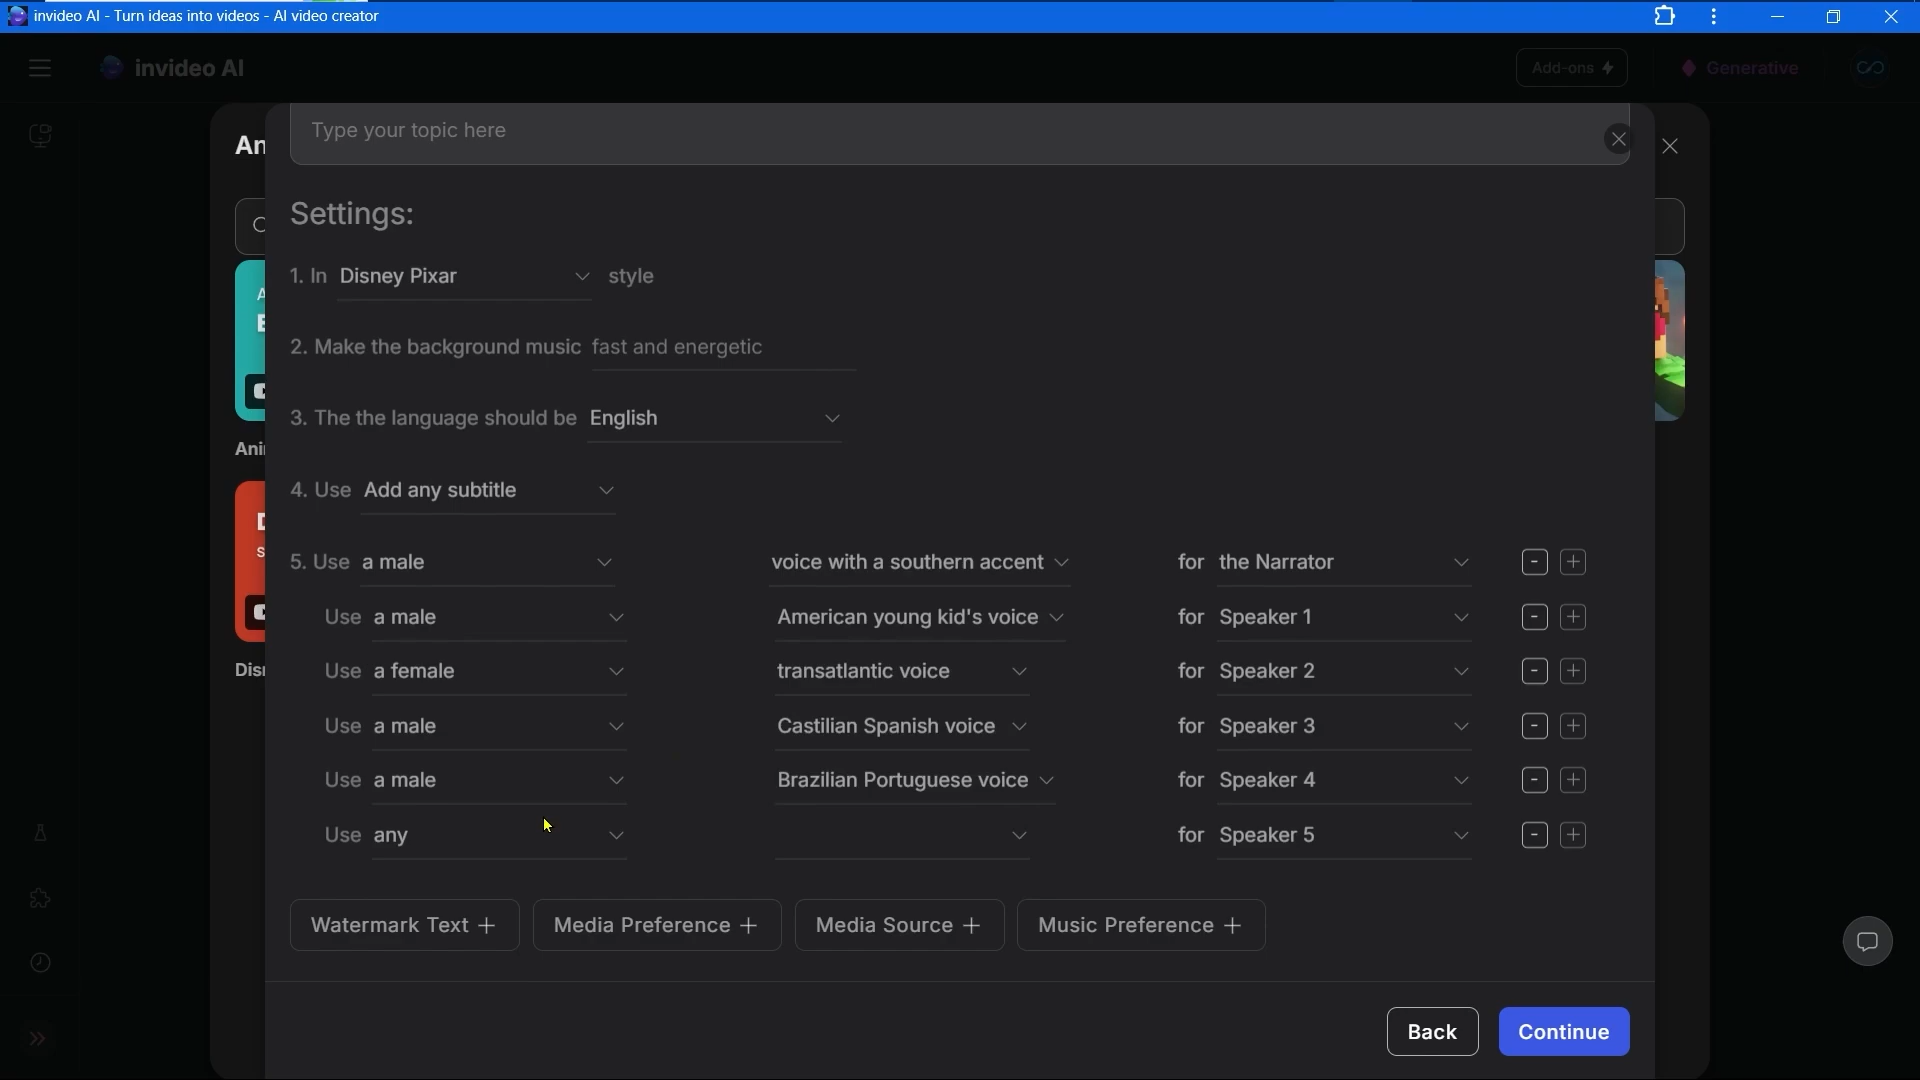 invideo AI - Turn ideas into videos - AI video creator
invideo AI
Add-ons
Generative
An
Type your topic here
Settings:
1. In Disney Pixar style
2. Make the background music fast and energetic
3. The the language should be English
4. Use Add any subtitle
5. Use a male voice with a southern accent for the Narrator - +
Use a male American young kid's voice for Speaker 1 - +
Use a female transatlantic voice for Speaker 2 - +
Use a male Castilian Spanish voice for Speaker 3 - +
Use a male Brazilian Portuguese voice for Speaker 4 - +
Use any for Speaker 5 - +
Ani
Dis
Watermark Text +
Media Preference +
Media Source +
Music Preference +
Back
Continue